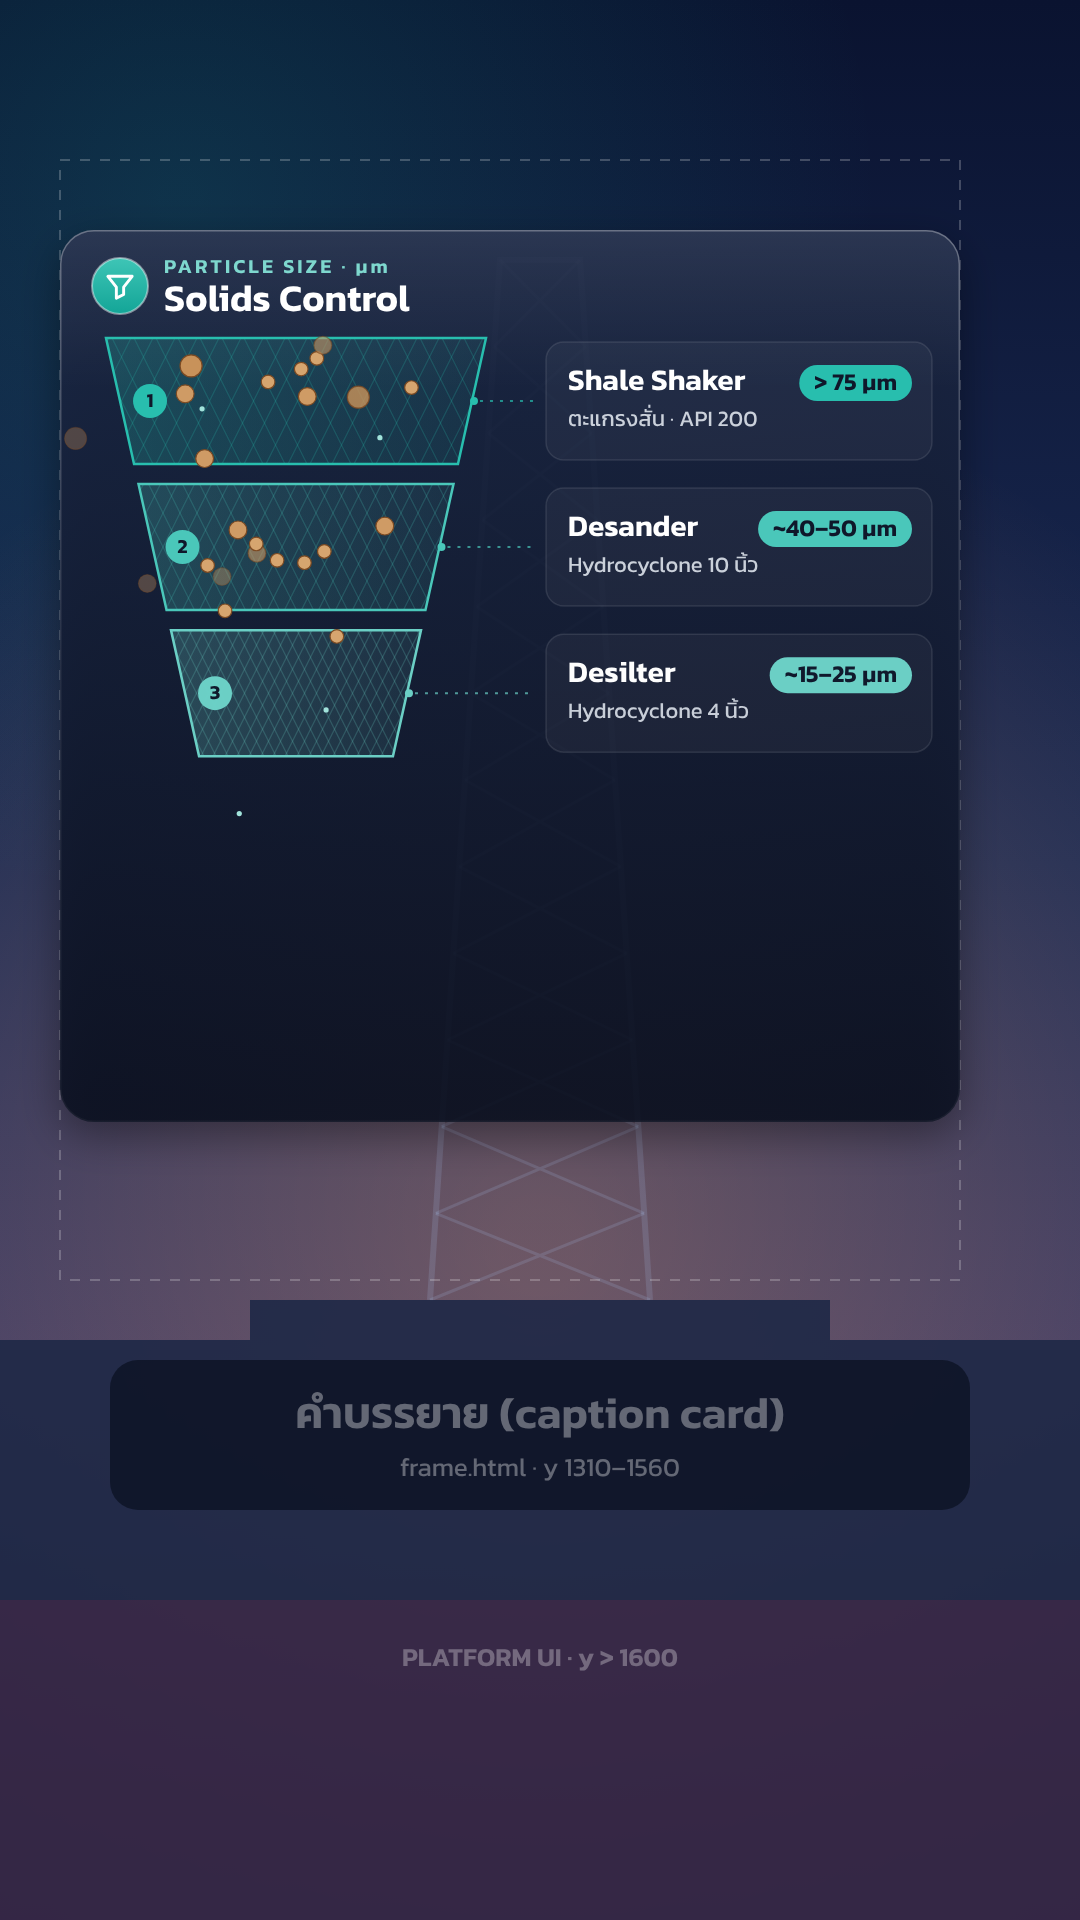 PARTICLE SIZE · µm
Solids Control
1
Shale Shaker
> 75 µm
ตะแกรงสั่น · API 200
2
Desander
~40–50 µm
Hydrocyclone 10 นิ้ว
3
Desilter
~15–25 µm
Hydrocyclone 4 นิ้ว
คำบรรยาย (caption card)
frame.html · y 1310–1560
PLATFORM UI · y > 1600